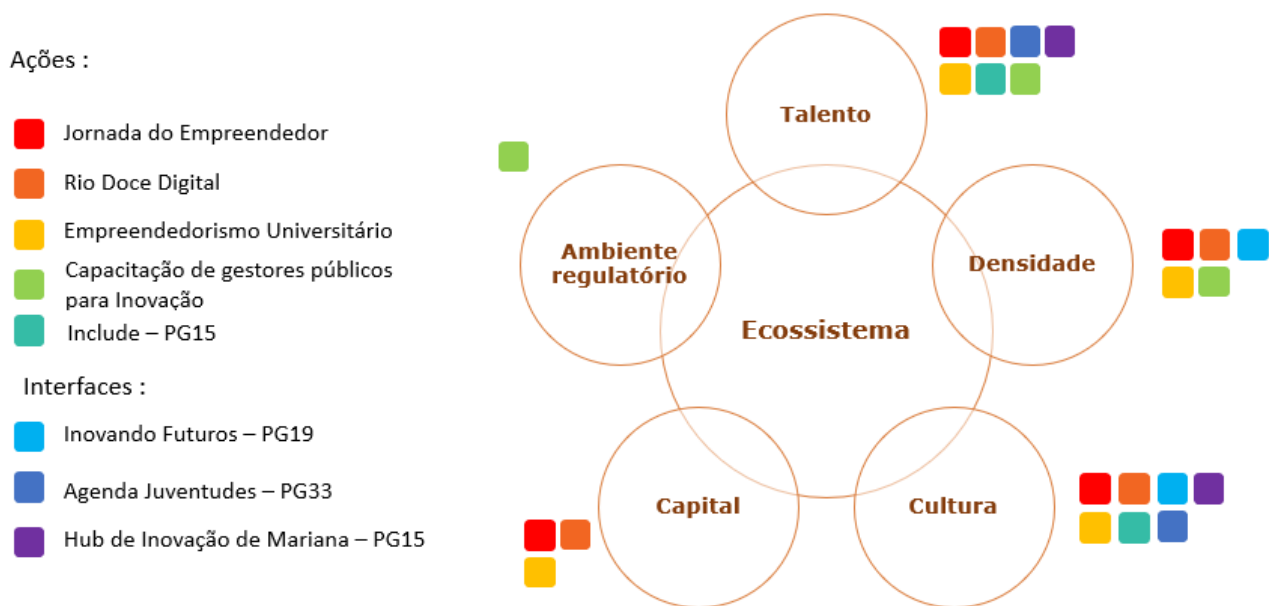 Ações :
Jornada do Empreendedor
Rio Doce Digital
Empreendedorismo Universitário
Capacitação de gestores públicos
para Inovação
Include – PG15
Interfaces :
Inovando Futuros – PG19
Agenda Juventudes – PG33
Hub de Inovação de Mariana – PG15
Talento
Ambiente
regulatório
Densidade
Ecossistema
Capital
Cultura